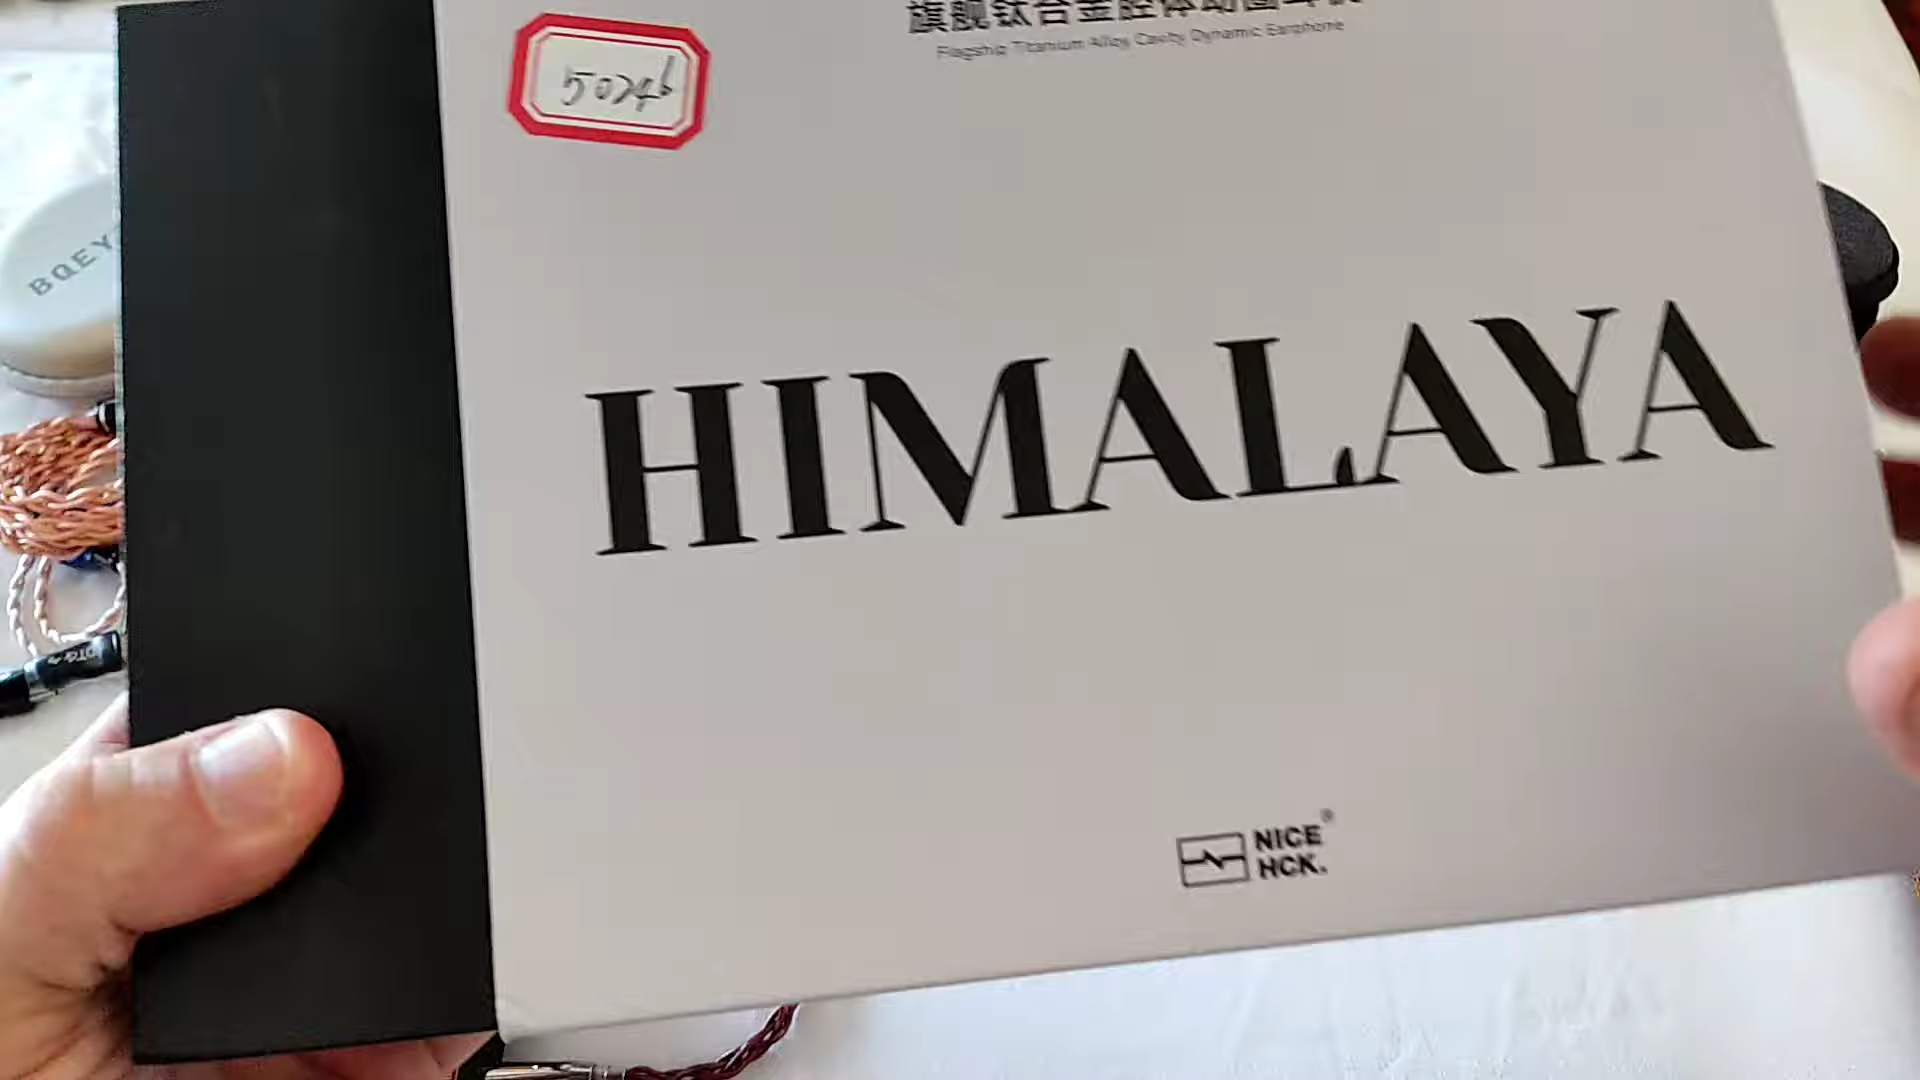 旗舰钛合金腔体动圈耳机
Flagship Titanium Alloy Cavity Dynamic Earphone
50246
BQEY
HIMALAYA
NICE
HCK.